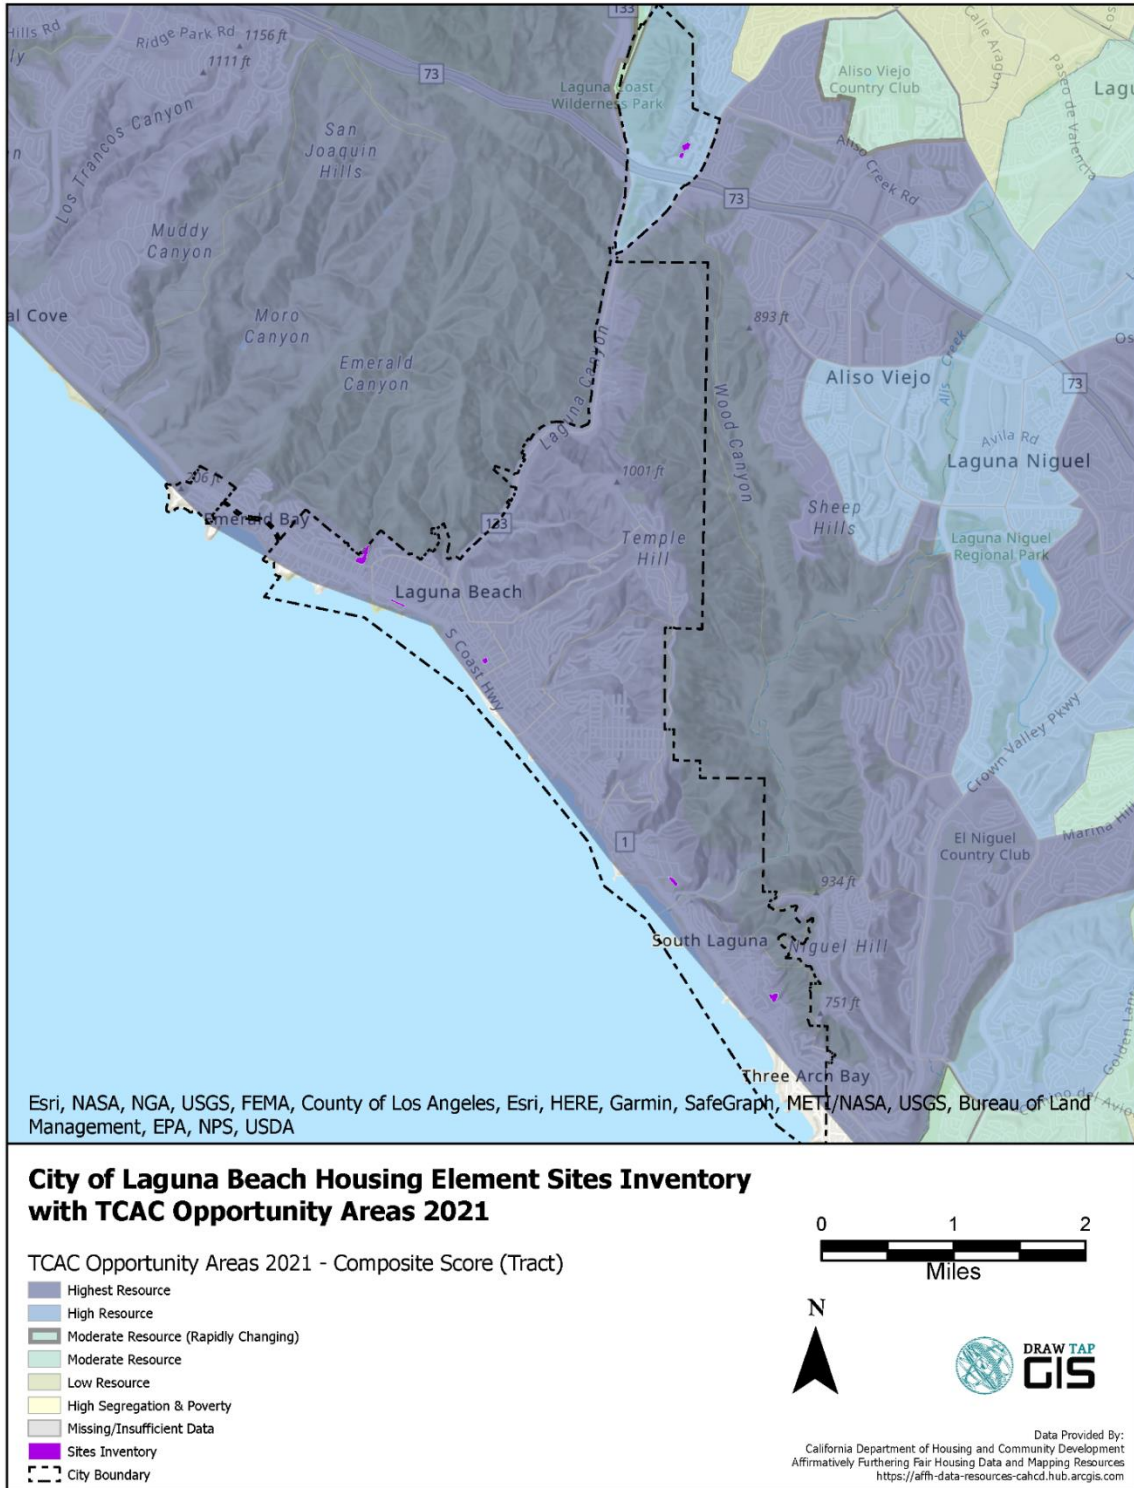 133
Hills Rd
Ridge Park Rd
1156 ft
1111 ft
73
Laguna Coast
Wilderness Park
Aliso Viejo
Country Club
Calle Aragon
Paseo de Valencia
Los Trancos Canyon
San
Joaquin
Hills
Aliso Creek Rd
73
Muddy
Canyon
Moro
Canyon
893 ft
Emerald
Canyon
Laguna Canyon
Wood Canyon
Aliso Viejo
Creek
73
Avila Rd
Laguna Niguel
1001 ft
Sheep
Hills
Emerald Bay
133
Temple
Hill
Laguna Niguel
Regional Park
Laguna Beach
S Coast Hwy
Crown Valley Pkwy
1
El Niguel
Country Club
934 ft
South Laguna
Niguel Hill
751 ft
Three Arch Bay
Esri, NASA, NGA, USGS, FEMA, County of Los Angeles, Esri, HERE, Garmin, SafeGraph, METI/NASA, USGS, Bureau of Land
Management, EPA, NPS, USDA
City of Laguna Beach Housing Element Sites Inventory
with TCAC Opportunity Areas 2021
TCAC Opportunity Areas 2021 - Composite Score (Tract)
Highest Resource
High Resource
Moderate Resource (Rapidly Changing)
Moderate Resource
Low Resource
High Segregation & Poverty
Missing/Insufficient Data
Sites Inventory
City Boundary
0 1 2
Miles
N
DRAW TAP
GIS
Data Provided By:
California Department of Housing and Community Development
Affirmatively Furthering Fair Housing Data and Mapping Resources
https://affh-data-resources-cahcd.hub.arcgis.com